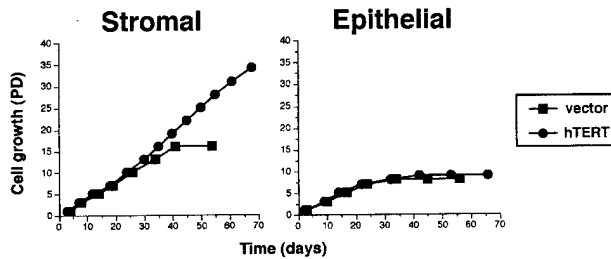 Stromal Epithelial
40 40
35 35
30 30
25 25
20 20
15 15
10 10
5 5
0 0
0 10 20 30 40 50 60 70 0 10 20 30 40 50 60 70
Cell growth (PD)
Time (days)
vector
hTERT